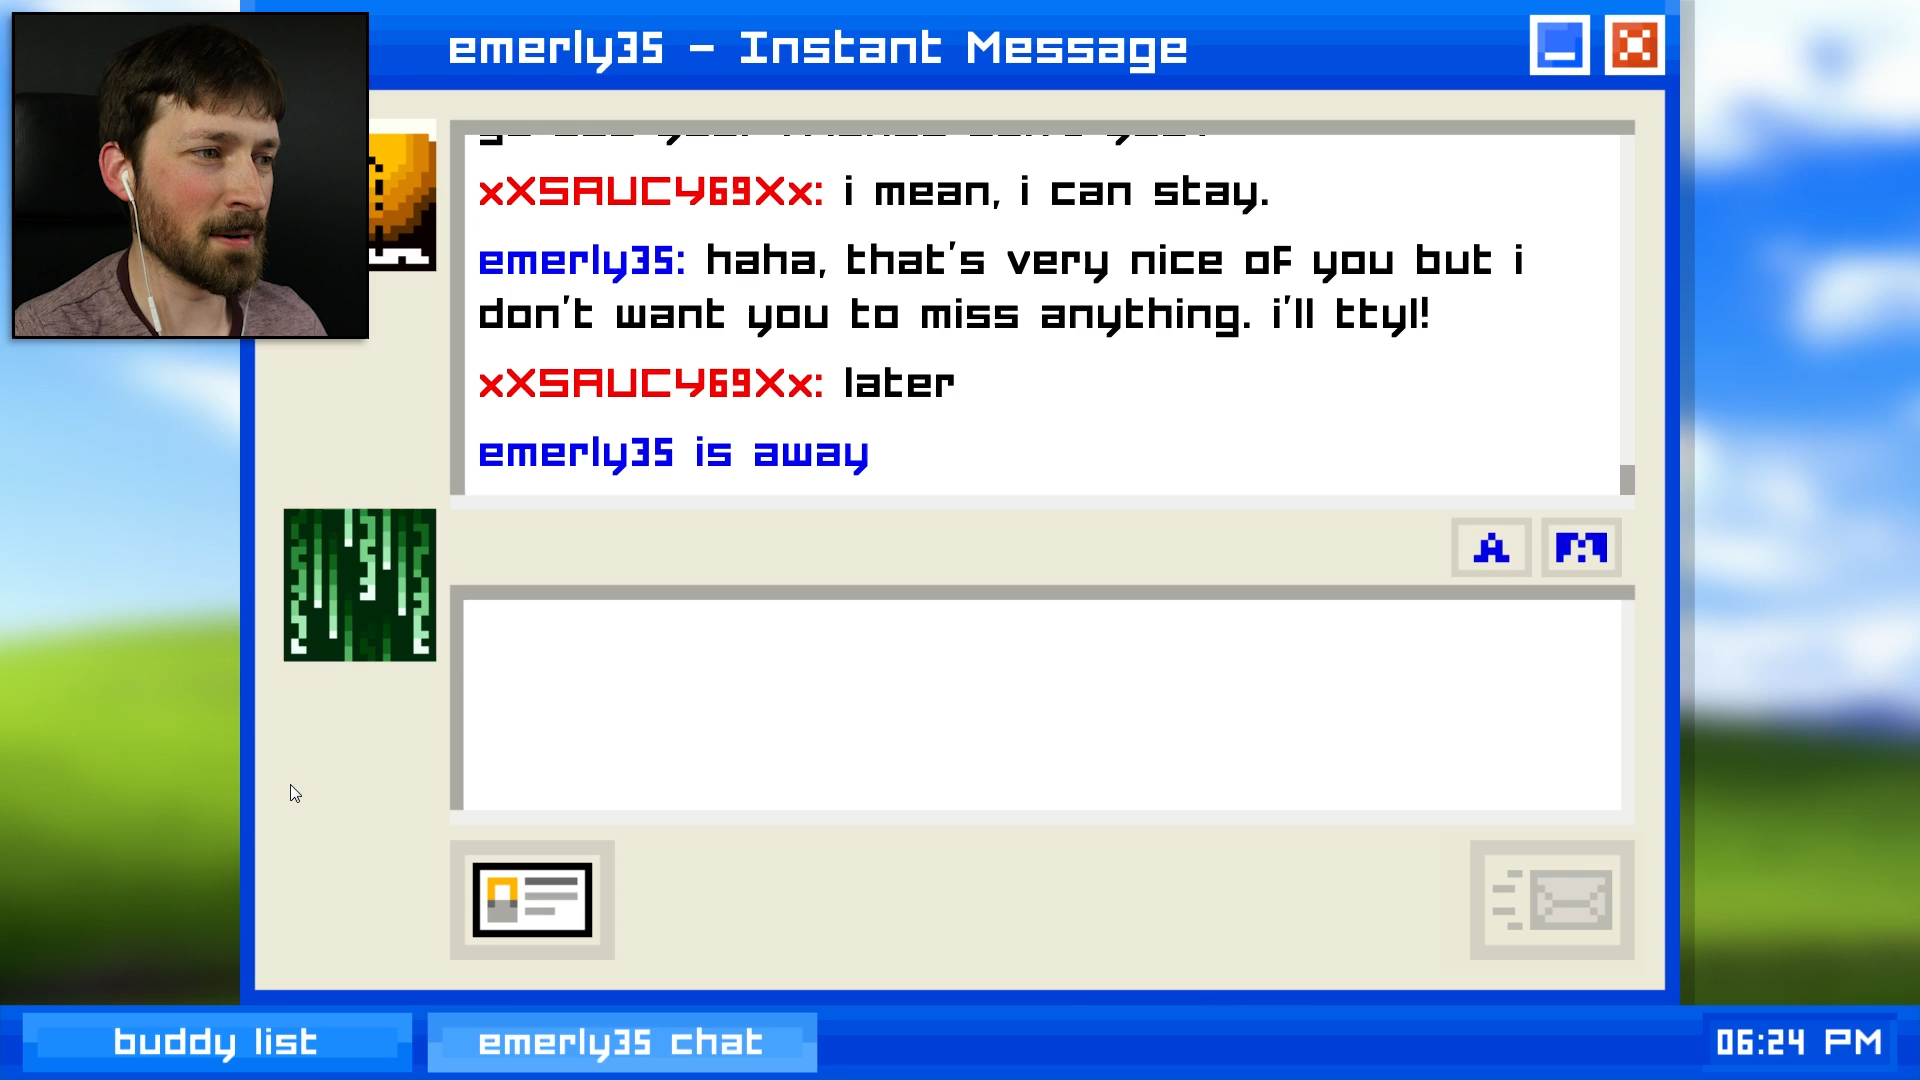 emerly35 - Instant Message
xXSAUCY69Xx: i mean, i can stay.
emerly35: haha, that's very nice of you but i
don't want you to miss anything. i'll ttyl!
xXSAUCY69Xx: later
emerly35 is away
A
buddy list
emerly35 chat
06:24 PM